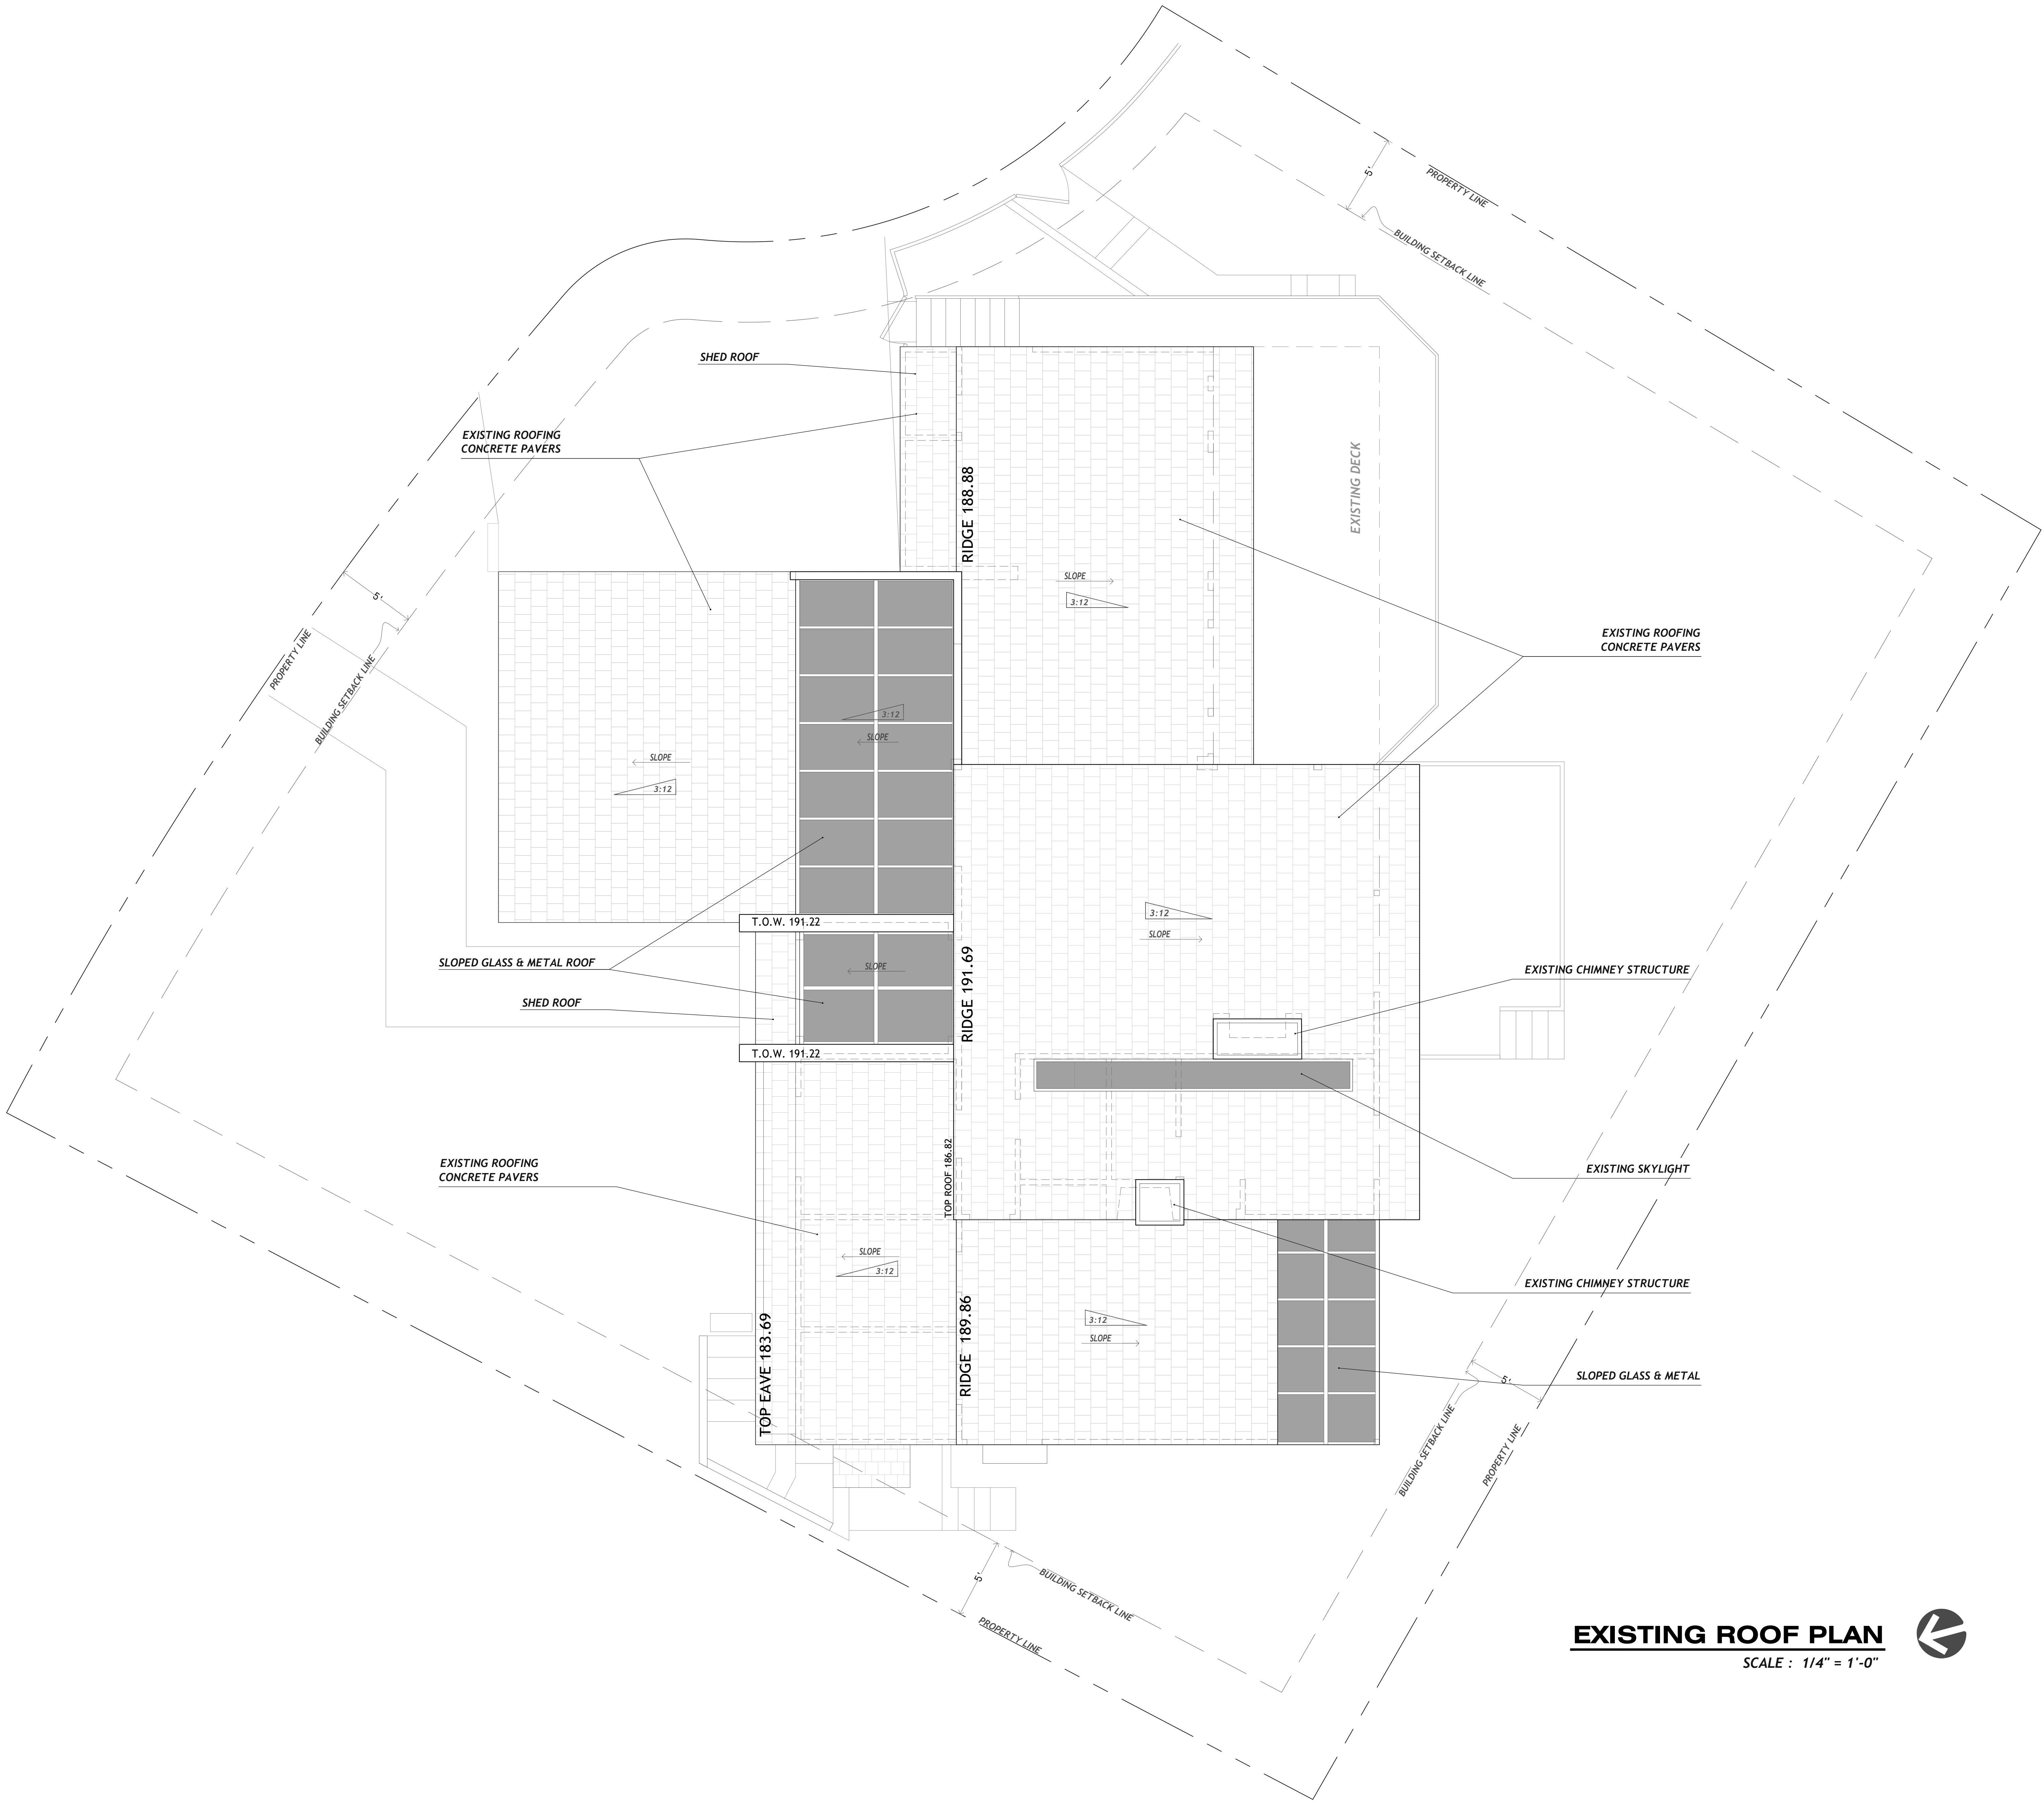 5'
PROPERTY LINE
BUILDING SETBACK LINE
SHED ROOF
EXISTING ROOFING
CONCRETE PAVERS
EXISTING DECK
RIDGE 188.88
SLOPE
3:12
5'
PROPERTY LINE
BUILDING SETBACK LINE
EXISTING ROOFING
CONCRETE PAVERS
3:12
SLOPE
SLOPE
3:12
T.O.W. 191.22
3:12
SLOPE
SLOPED GLASS & METAL ROOF
SLOPE
RIDGE 191.69
EXISTING CHIMNEY STRUCTURE
SHED ROOF
T.O.W. 191.22
EXISTING ROOFING
CONCRETE PAVERS
TOP ROOF 186.82
EXISTING SKYLIGHT
SLOPE
3:12
EXISTING CHIMNEY STRUCTURE
TOP EAVE 183.69
RIDGE 189.86
3:12
SLOPE
SLOPED GLASS & METAL
5'
BUILDING SETBACK LINE
PROPERTY LINE
5'
BUILDING SETBACK LINE
PROPERTY LINE
EXISTING ROOF PLAN
SCALE : 1/4" = 1'-0"